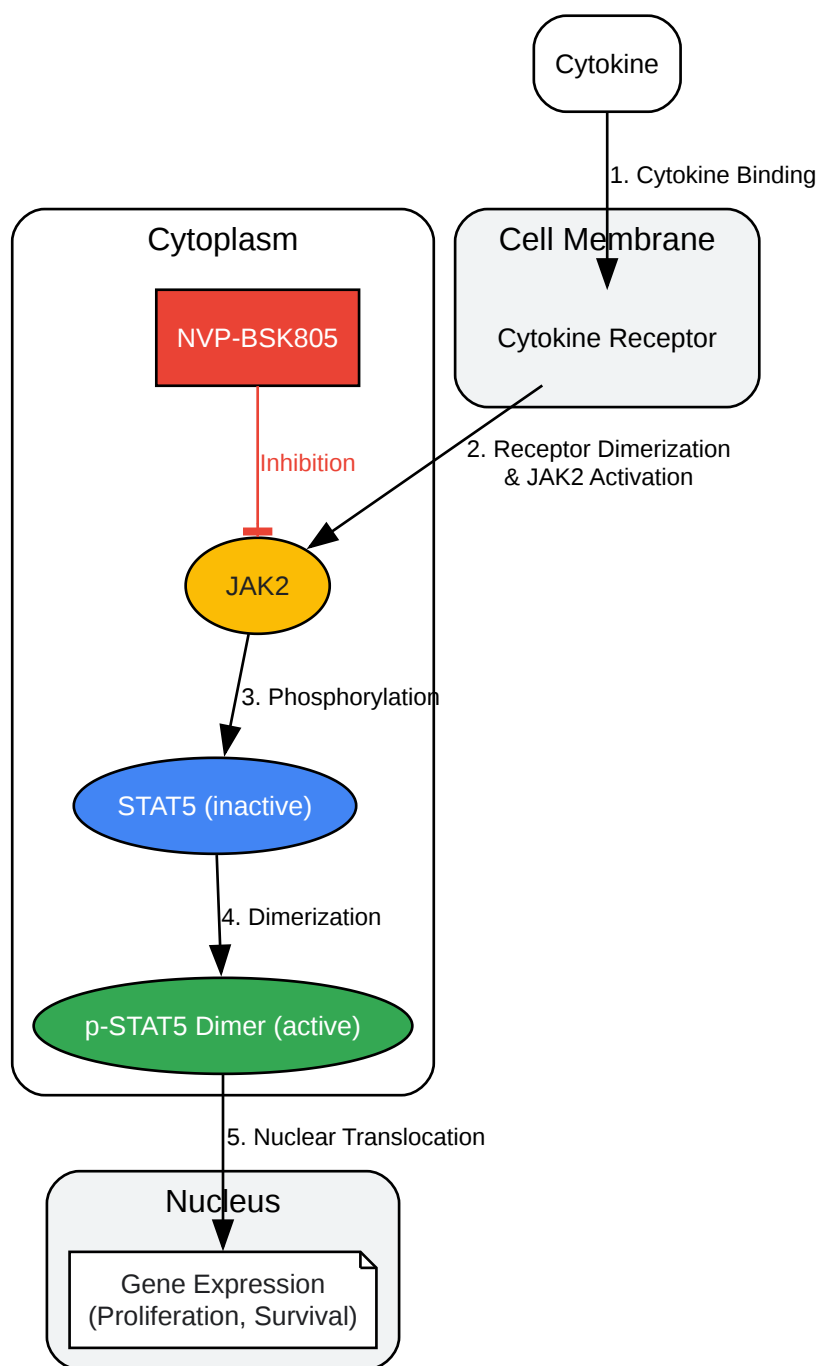 Cytokine
1. Cytokine Binding
Cytoplasm
Cell Membrane
NVP-BSK805
Cytokine Receptor
Inhibition
2. Receptor Dimerization
& JAK2 Activation
JAK2
3. Phosphorylation
STAT5 (inactive)
4. Dimerization
p-STAT5 Dimer (active)
5. Nuclear Translocation
Nucleus
Gene Expression
(Proliferation, Survival)